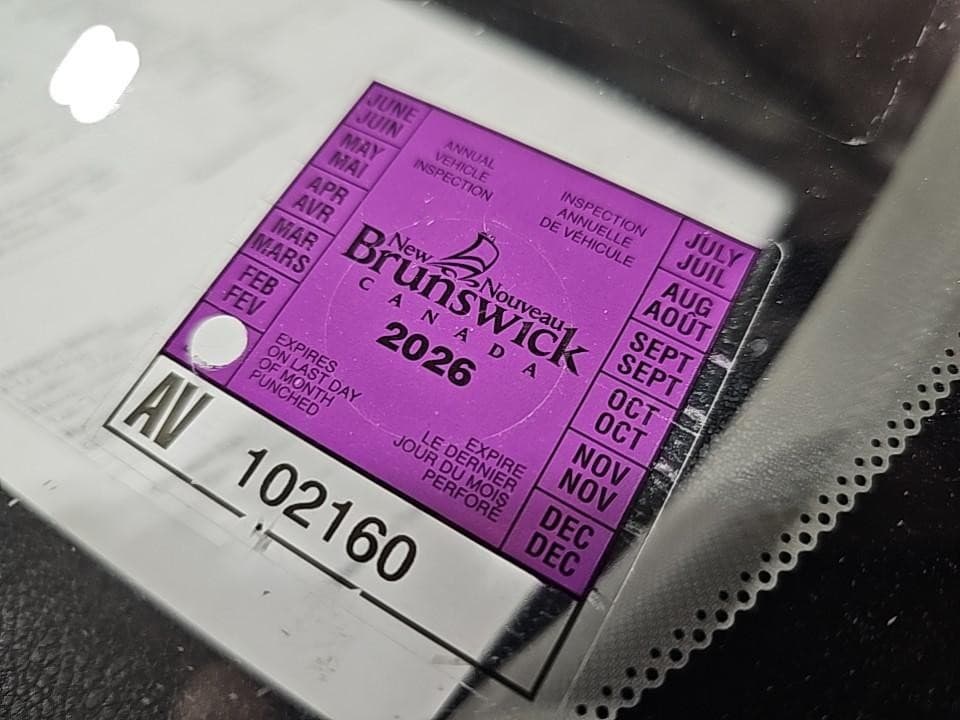 JUNE
JUIN
MAY
MAI
APR
AVR
MAR
MARS
FEB
FEV
ANNUAL
VEHICLE
INSPECTION
INSPECTION
ANNUELLE
DE VÉHICULE
New Nouveau
Brunswick
CANADA
2026
EXPIRES
ON LAST DAY
OF MONTH
PUNCHED
EXPIRE
LE DERNIER
JOUR DU MOIS
PERFORÉ
JULY
JUIL
AUG
AOÛT
SEPT
SEPT
OCT
OCT
NOV
NOV
DEC
DEC
AV 102160